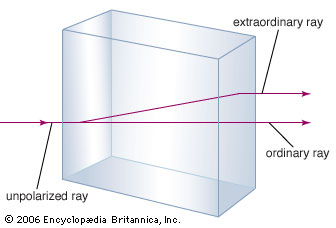 extraordinary ray
ordinary ray
unpolarized ray
© 2006 Encyclopædia Britannica, Inc.